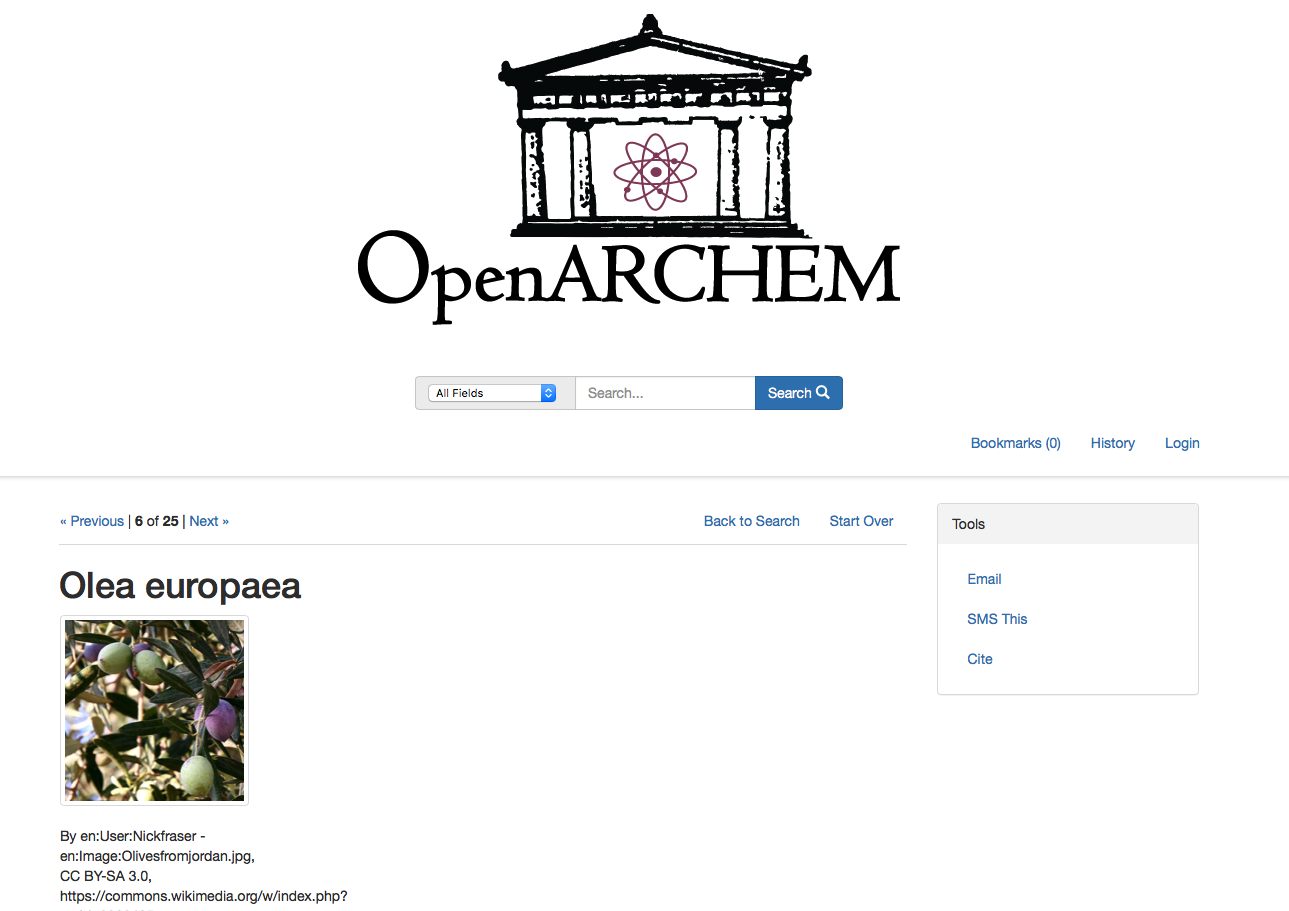 OpenARCHEM
All Fields
Search...
Search
Bookmarks (0)
History
Login
« Previous | 6 of 25 | Next »
Back to Search
Start Over
Tools
Email
SMS This
Cite
Olea europaea
By en:User:Nickfraser -
en:Image:Olivesfromjordan.jpg,
CC BY-SA 3.0,
https://commons.wikimedia.org/w/index.php?